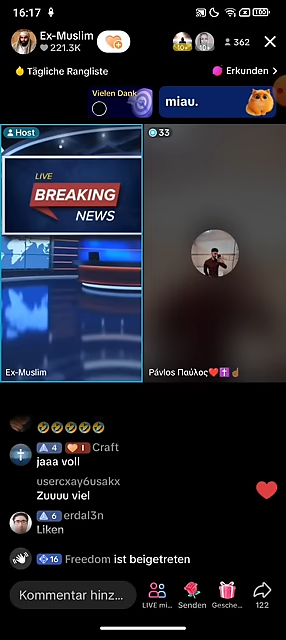 16:17
100
Ex-Muslim
221.3K
10+
362
Tägliche Rangliste
Erkunden
Vielen Dank
miau.
Host
33
LIVE
BREAKING
NEWS
Ex-Muslim
Pávlos Παύλος❤️✝️☝🏾
🤣🤣🤣🤣🤣
4 I Craft
jaaa voll
usercxay6usakx
Zuuuu viel
6 erdal3n
Liken
16 Freedom ist beigetreten
Kommentar hinz...
LIVE mi...
Senden
Gesche...
122